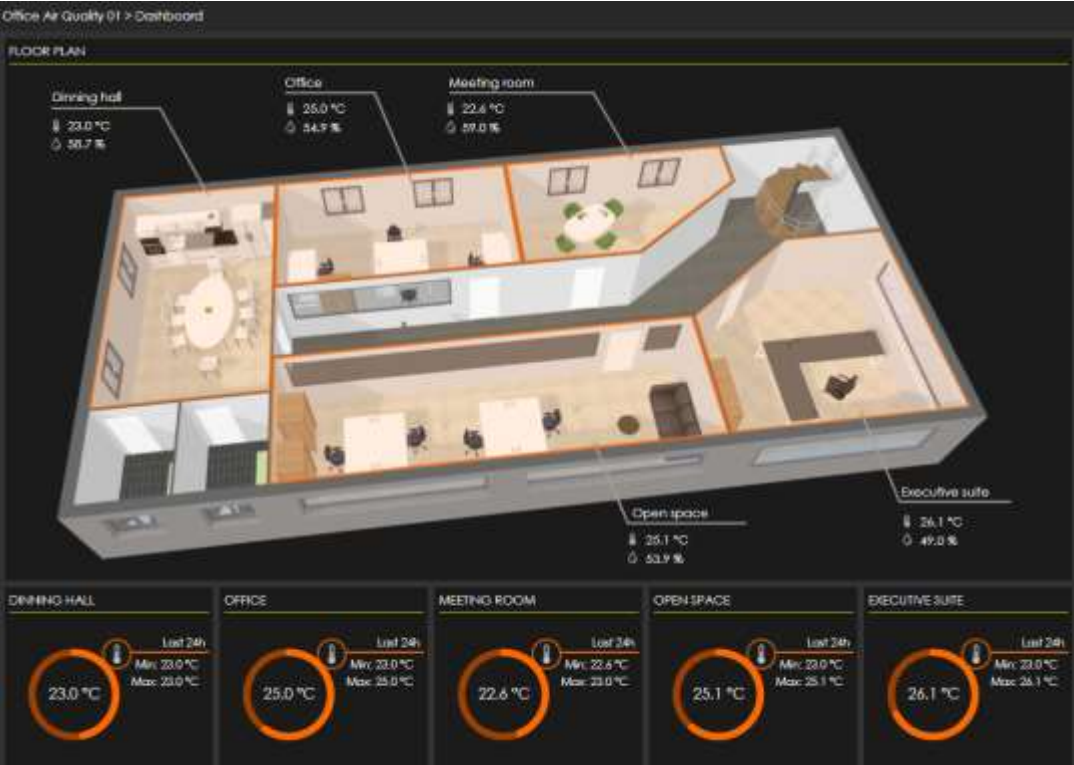 Office Air Quality 01 > Dashboard
FLOOR PLAN
Dinning hall
23.0 °C
58.7 %
Office
25.0 °C
54.9 %
Meeting room
22.6 °C
59.0 %
Open space
25.1 °C
53.9 %
Executive suite
26.1 °C
49.0 %
DINNING HALL
Last 24h
Min: 23.0 °C
Max: 23.0 °C
23.0 °C
OFFICE
Last 24h
Min: 23.0 °C
Max: 25.0 °C
25.0 °C
MEETING ROOM
Last 24h
Min: 22.6 °C
Max: 23.0 °C
22.6 °C
OPEN SPACE
Last 24h
Min: 23.0 °C
Max: 25.1 °C
25.1 °C
EXECUTIVE SUITE
Last 24h
Min: 23.0 °C
Max: 26.1 °C
26.1 °C